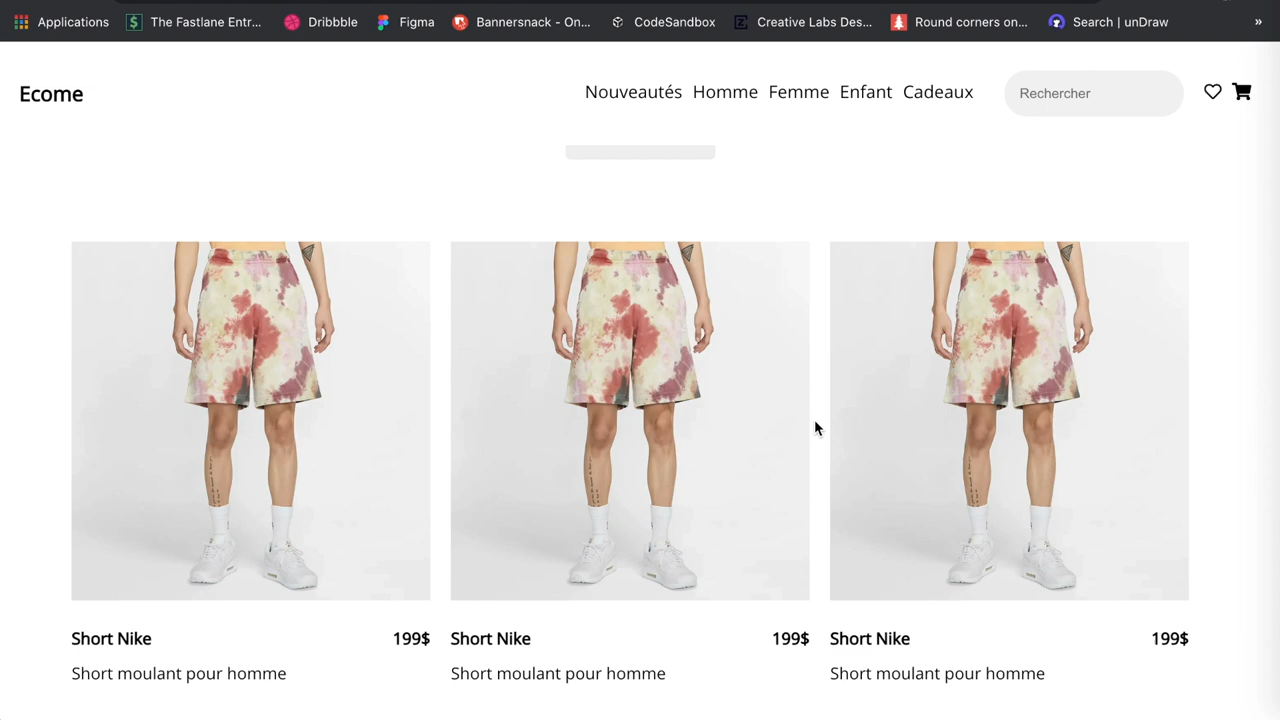 Applications The Fastlane Entr... Dribbble Figma Bannersnack - On... CodeSandbox Creative Labs Des... Round corners on... Search | unDraw »
Ecome Nouveautés Homme Femme Enfant Cadeaux Rechercher
Short Nike 199$ Short Nike 199$ Short Nike 199$
Short moulant pour homme Short moulant pour homme Short moulant pour homme